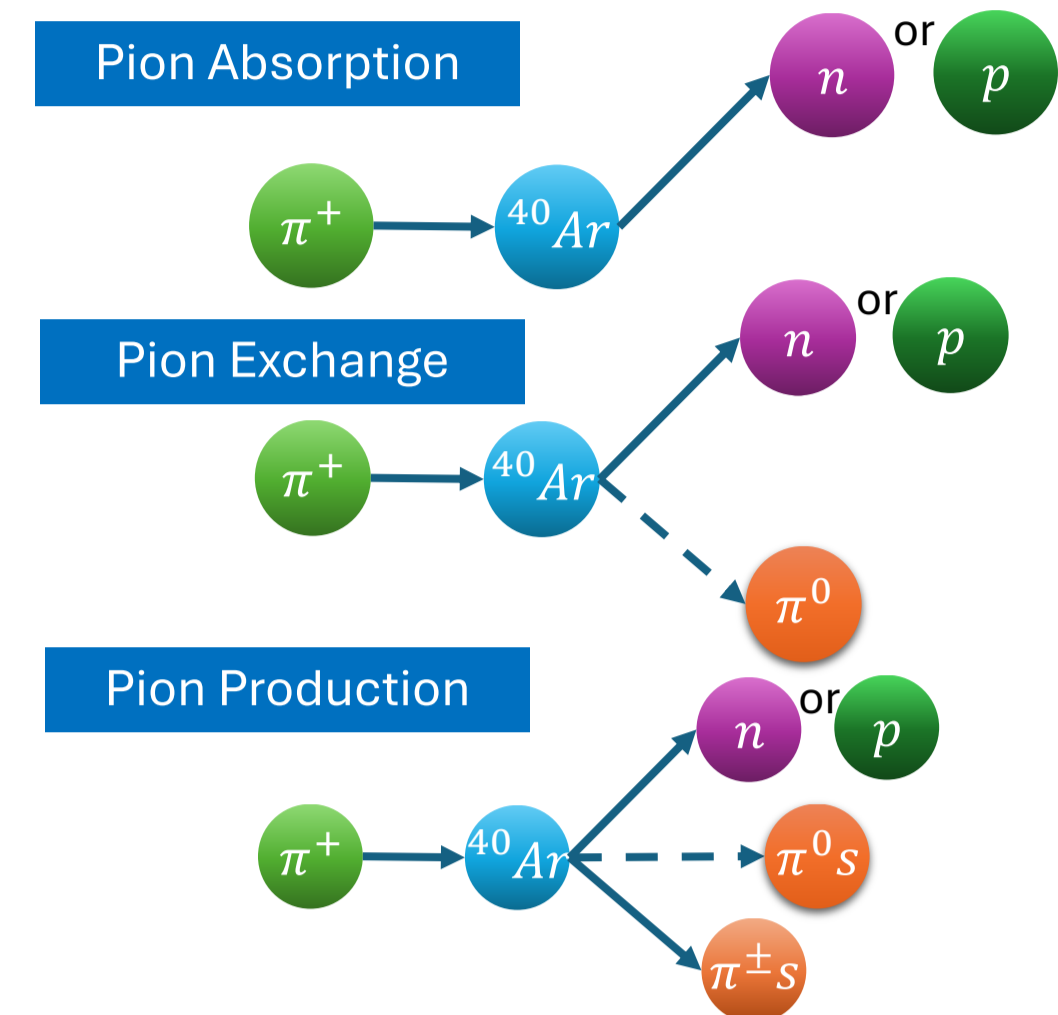 Pion Absorption
n or p
π⁺ ⁴⁰Ar
Pion Exchange
n or p
π⁺ ⁴⁰Ar
π⁰
Pion Production
n or p
π⁺ ⁴⁰Ar π⁰s
π±s